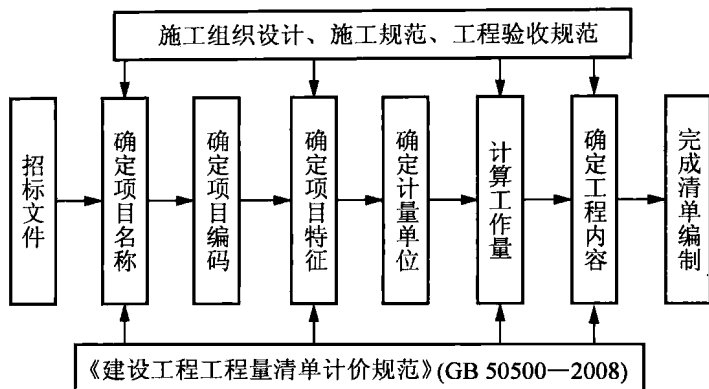 施工组织设计、施工规范、工程验收规范
招标文件
确定项目名称
确定项目编码
确定项目特征
确定计量单位
计算工作量
确定工程内容
完成清单编制
《建设工程工程量清单计价规范》(GB 50500—2008)